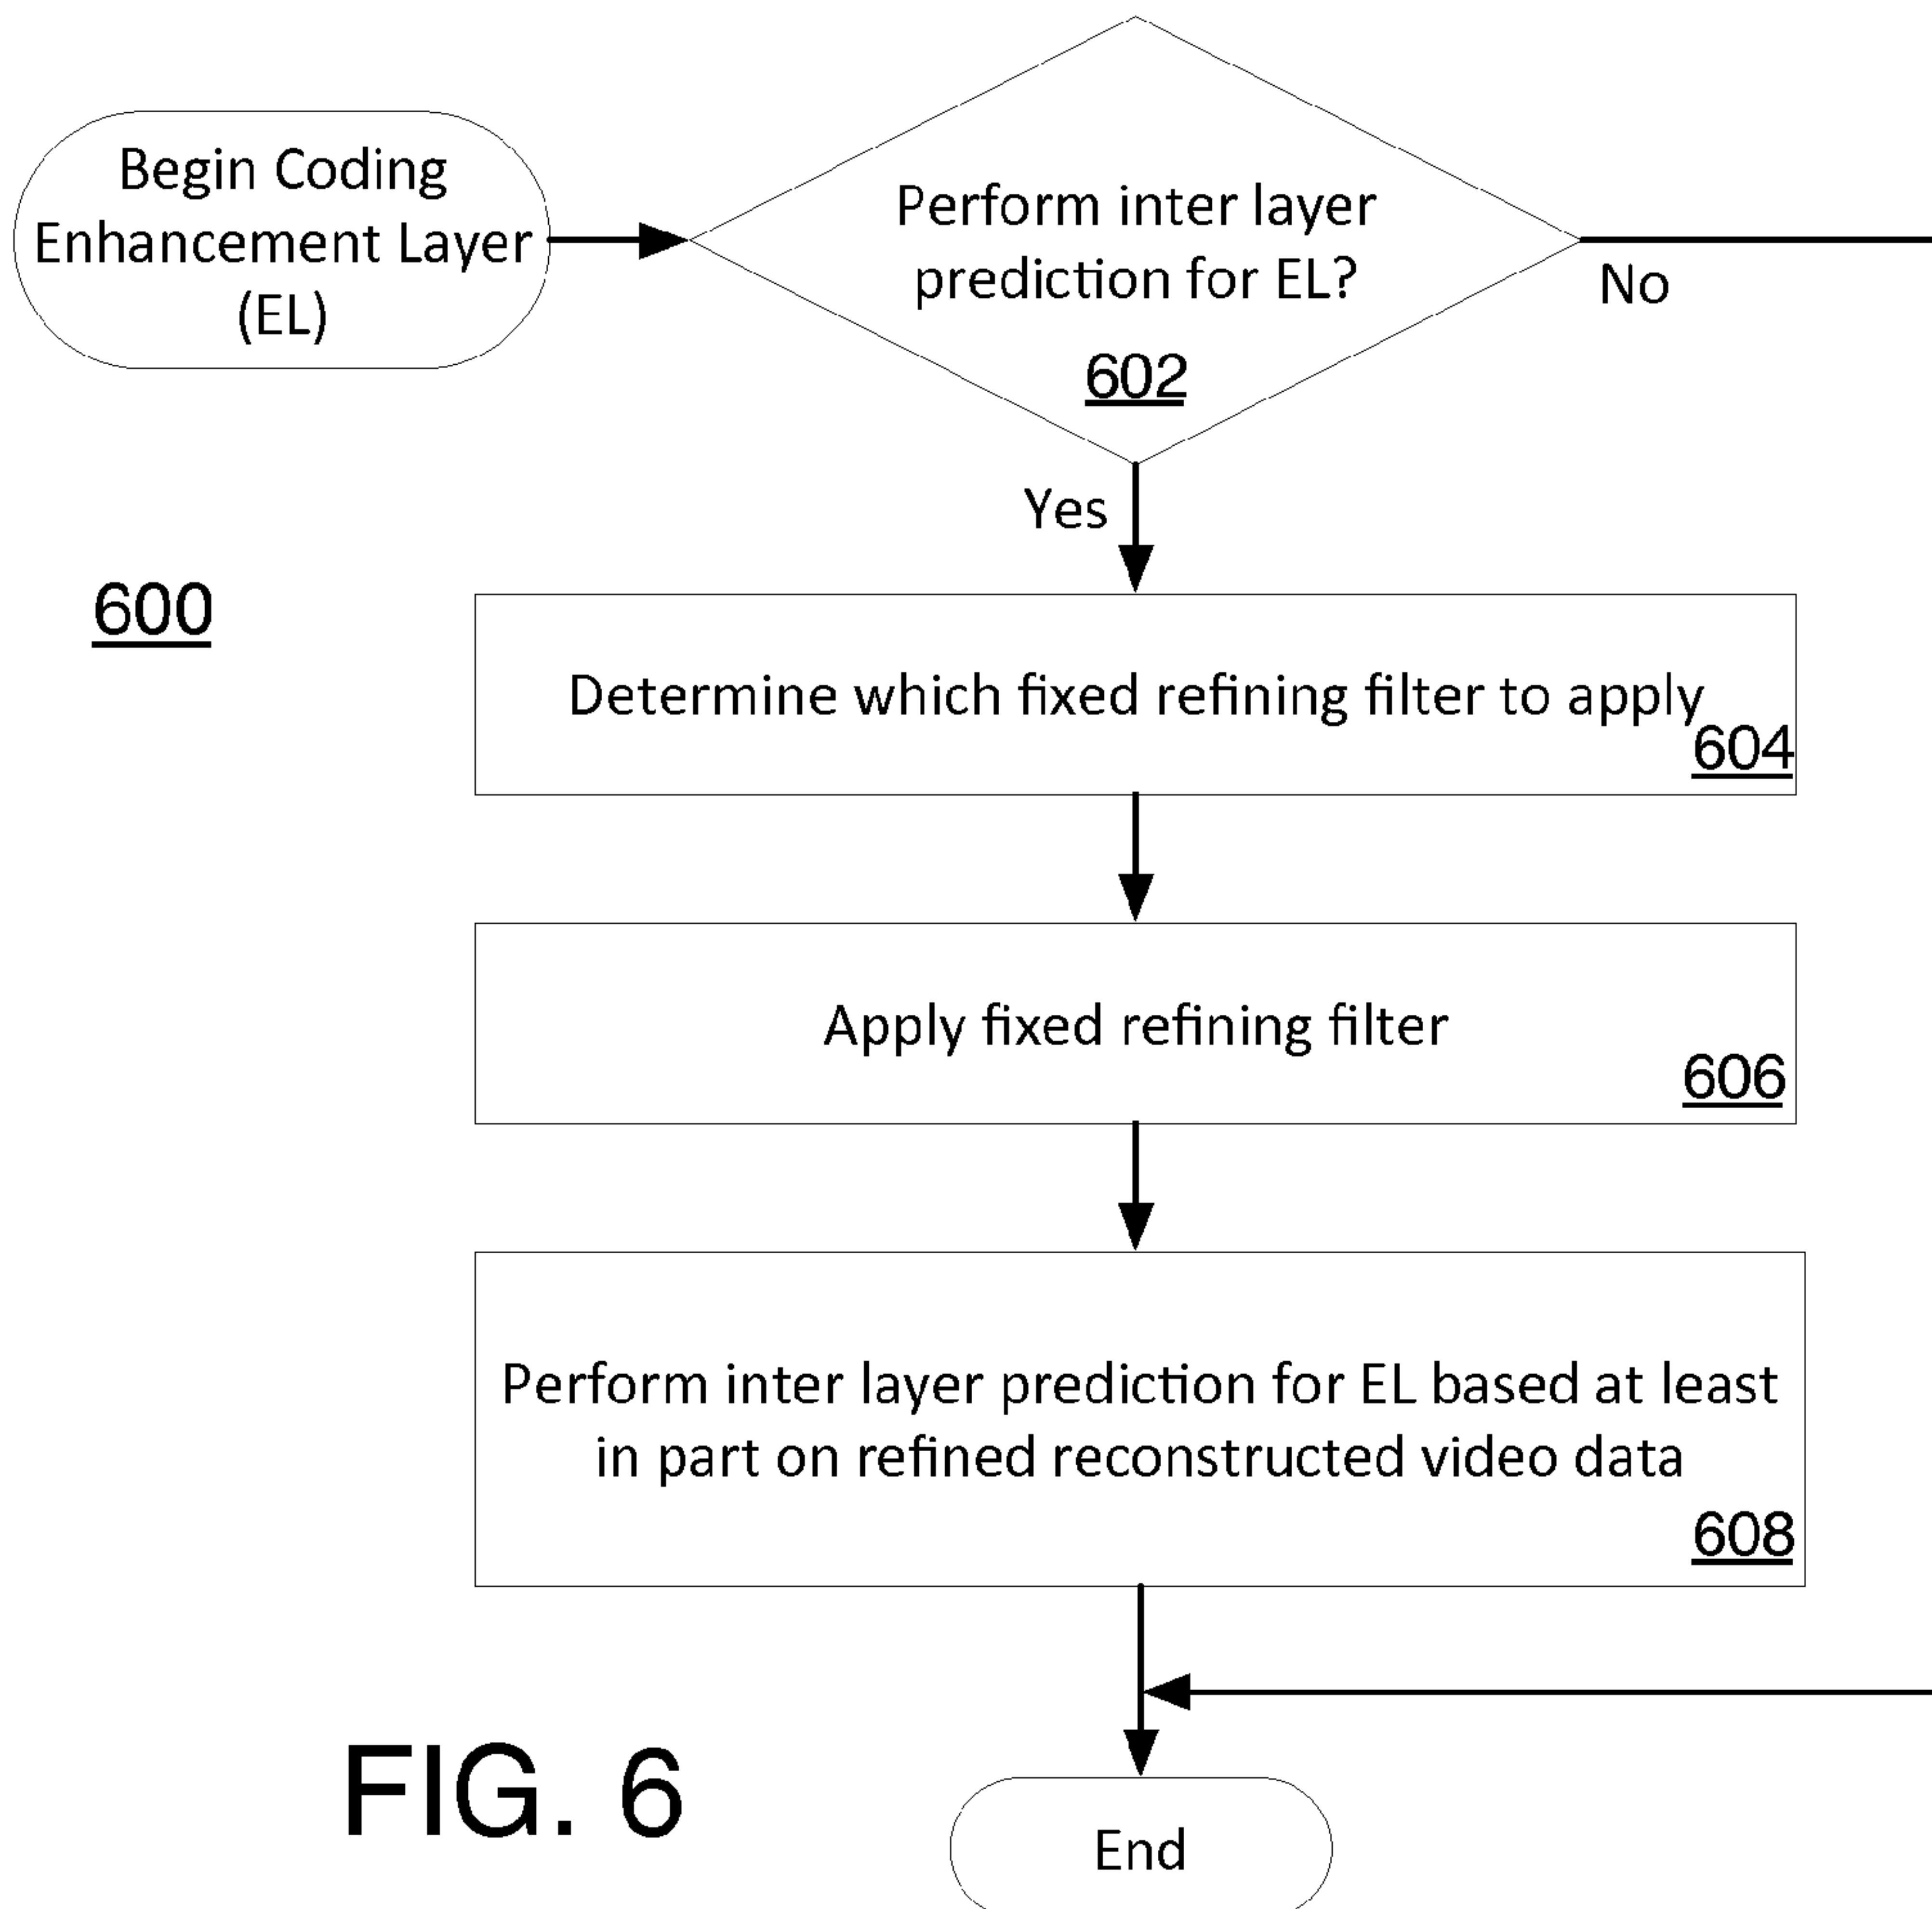 Begin Coding
Enhancement Layer
(EL)
Perform inter layer
prediction for EL?
602
No
Yes
600
Determine which fixed refining filter to apply
604
Apply fixed refining filter
606
Perform inter layer prediction for EL based at least
in part on refined reconstructed video data
608
FIG. 6
End